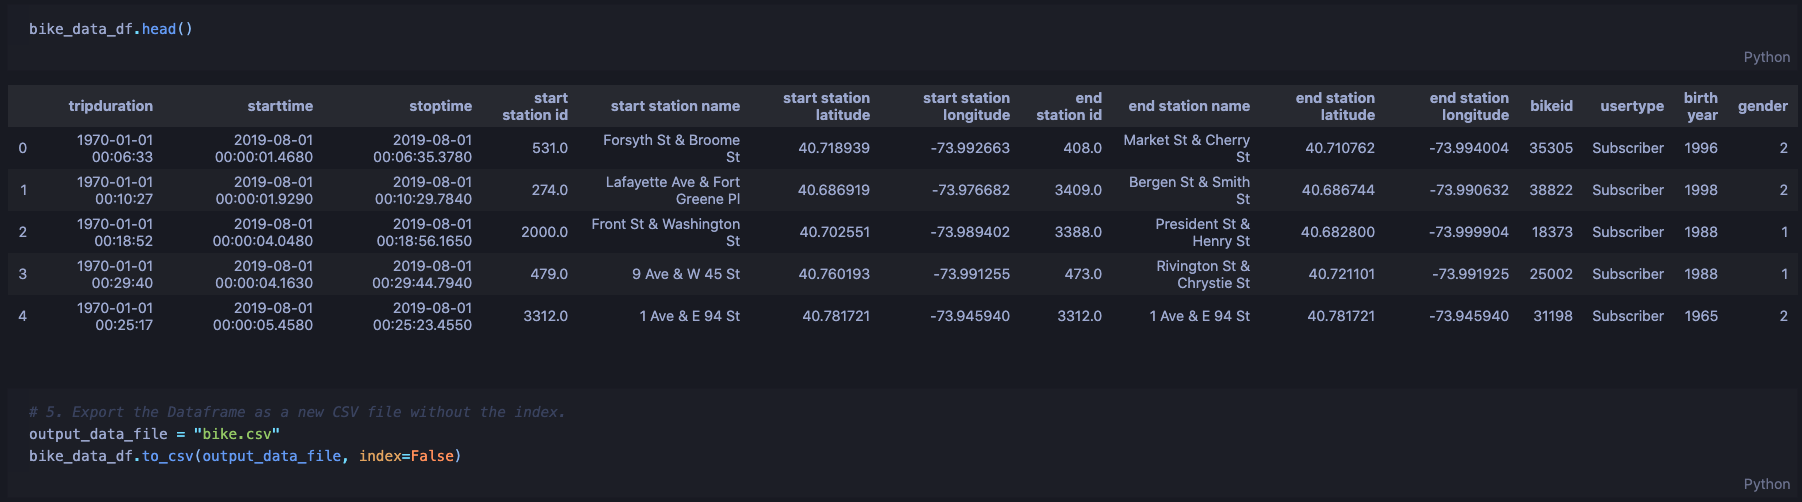 bike_data_df.head()
Python
tripduration starttime stoptime start station id start station name start station latitude start station longitude end station id end station name end station latitude end station longitude bikeid usertype birth year gender
0 1970-01-01 00:06:33 2019-08-01 00:00:01.4680 2019-08-01 00:06:35.3780 531.0 Forsyth St & Broome St 40.718939 -73.992663 408.0 Market St & Cherry St 40.710762 -73.994004 35305 Subscriber 1996 2
1 1970-01-01 00:10:27 2019-08-01 00:00:01.9290 2019-08-01 00:10:29.7840 274.0 Lafayette Ave & Fort Greene Pl 40.686919 -73.976682 3409.0 Bergen St & Smith St 40.686744 -73.990632 38822 Subscriber 1998 2
2 1970-01-01 00:18:52 2019-08-01 00:00:04.0480 2019-08-01 00:18:56.1650 2000.0 Front St & Washington St 40.702551 -73.989402 3388.0 President St & Henry St 40.682800 -73.999904 18373 Subscriber 1988 1
3 1970-01-01 00:29:40 2019-08-01 00:00:04.1630 2019-08-01 00:29:44.7940 479.0 9 Ave & W 45 St 40.760193 -73.991255 473.0 Rivington St & Chrystie St 40.721101 -73.991925 25002 Subscriber 1988 1
4 1970-01-01 00:25:17 2019-08-01 00:00:05.4580 2019-08-01 00:25:23.4550 3312.0 1 Ave & E 94 St 40.781721 -73.945940 3312.0 1 Ave & E 94 St 40.781721 -73.945940 31198 Subscriber 1965 2
# 5. Export the Dataframe as a new CSV file without the index.
output_data_file = "bike.csv"
bike_data_df.to_csv(output_data_file, index=False)
Python